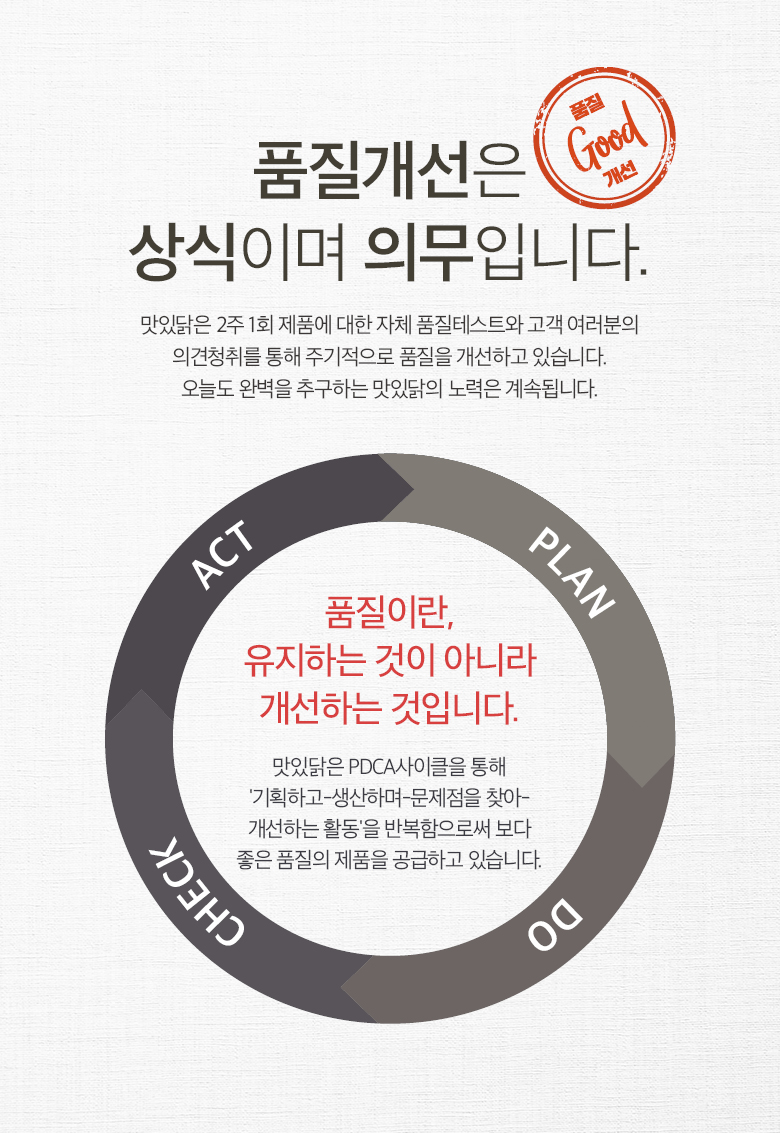 품질
Good
개선
품질개선은
상식이며 의무입니다.
맛있닭은 2주 1회 제품에 대한 자체 품질테스트와 고객 여러분의
의견청취를 통해 주기적으로 품질을 개선하고 있습니다.
오늘도 완벽을 추구하는 맛있닭의 노력은 계속됩니다.
ACT
PLAN
품질이란,
유지하는 것이 아니라
개선하는 것입니다.
맛있닭은 PDCA사이클을 통해
'기획하고-생산하며-문제점을 찾아-
개선하는 활동'을 반복함으로써 보다
좋은 품질의 제품을 공급하고 있습니다.
CHECK
DO